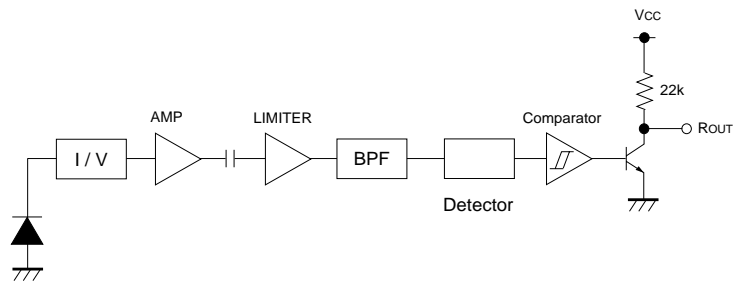 VCC
22k
ROUT
AMP
LIMITER
Comparator
I / V
BPF
Detector